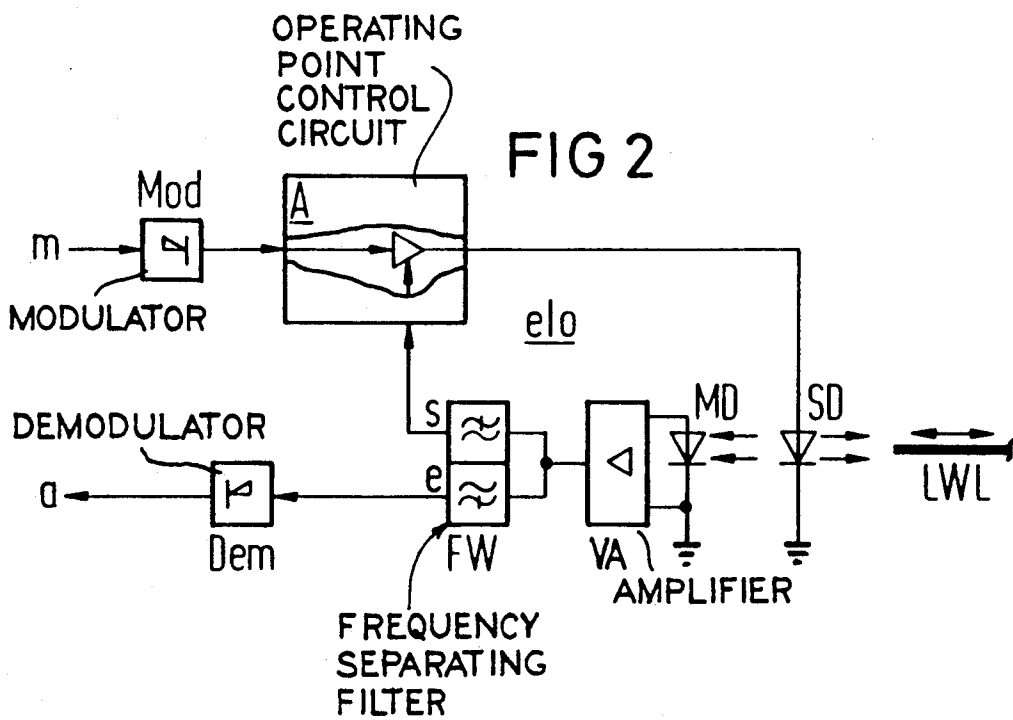 OPERATING
POINT
CONTROL
CIRCUIT
FIG 2
Mod
A
m
MODULATOR
elo
DEMODULATOR
s
MD
SD
a
e
LWL
Dem
FW
VA
AMPLIFIER
FREQUENCY
SEPARATING
FILTER